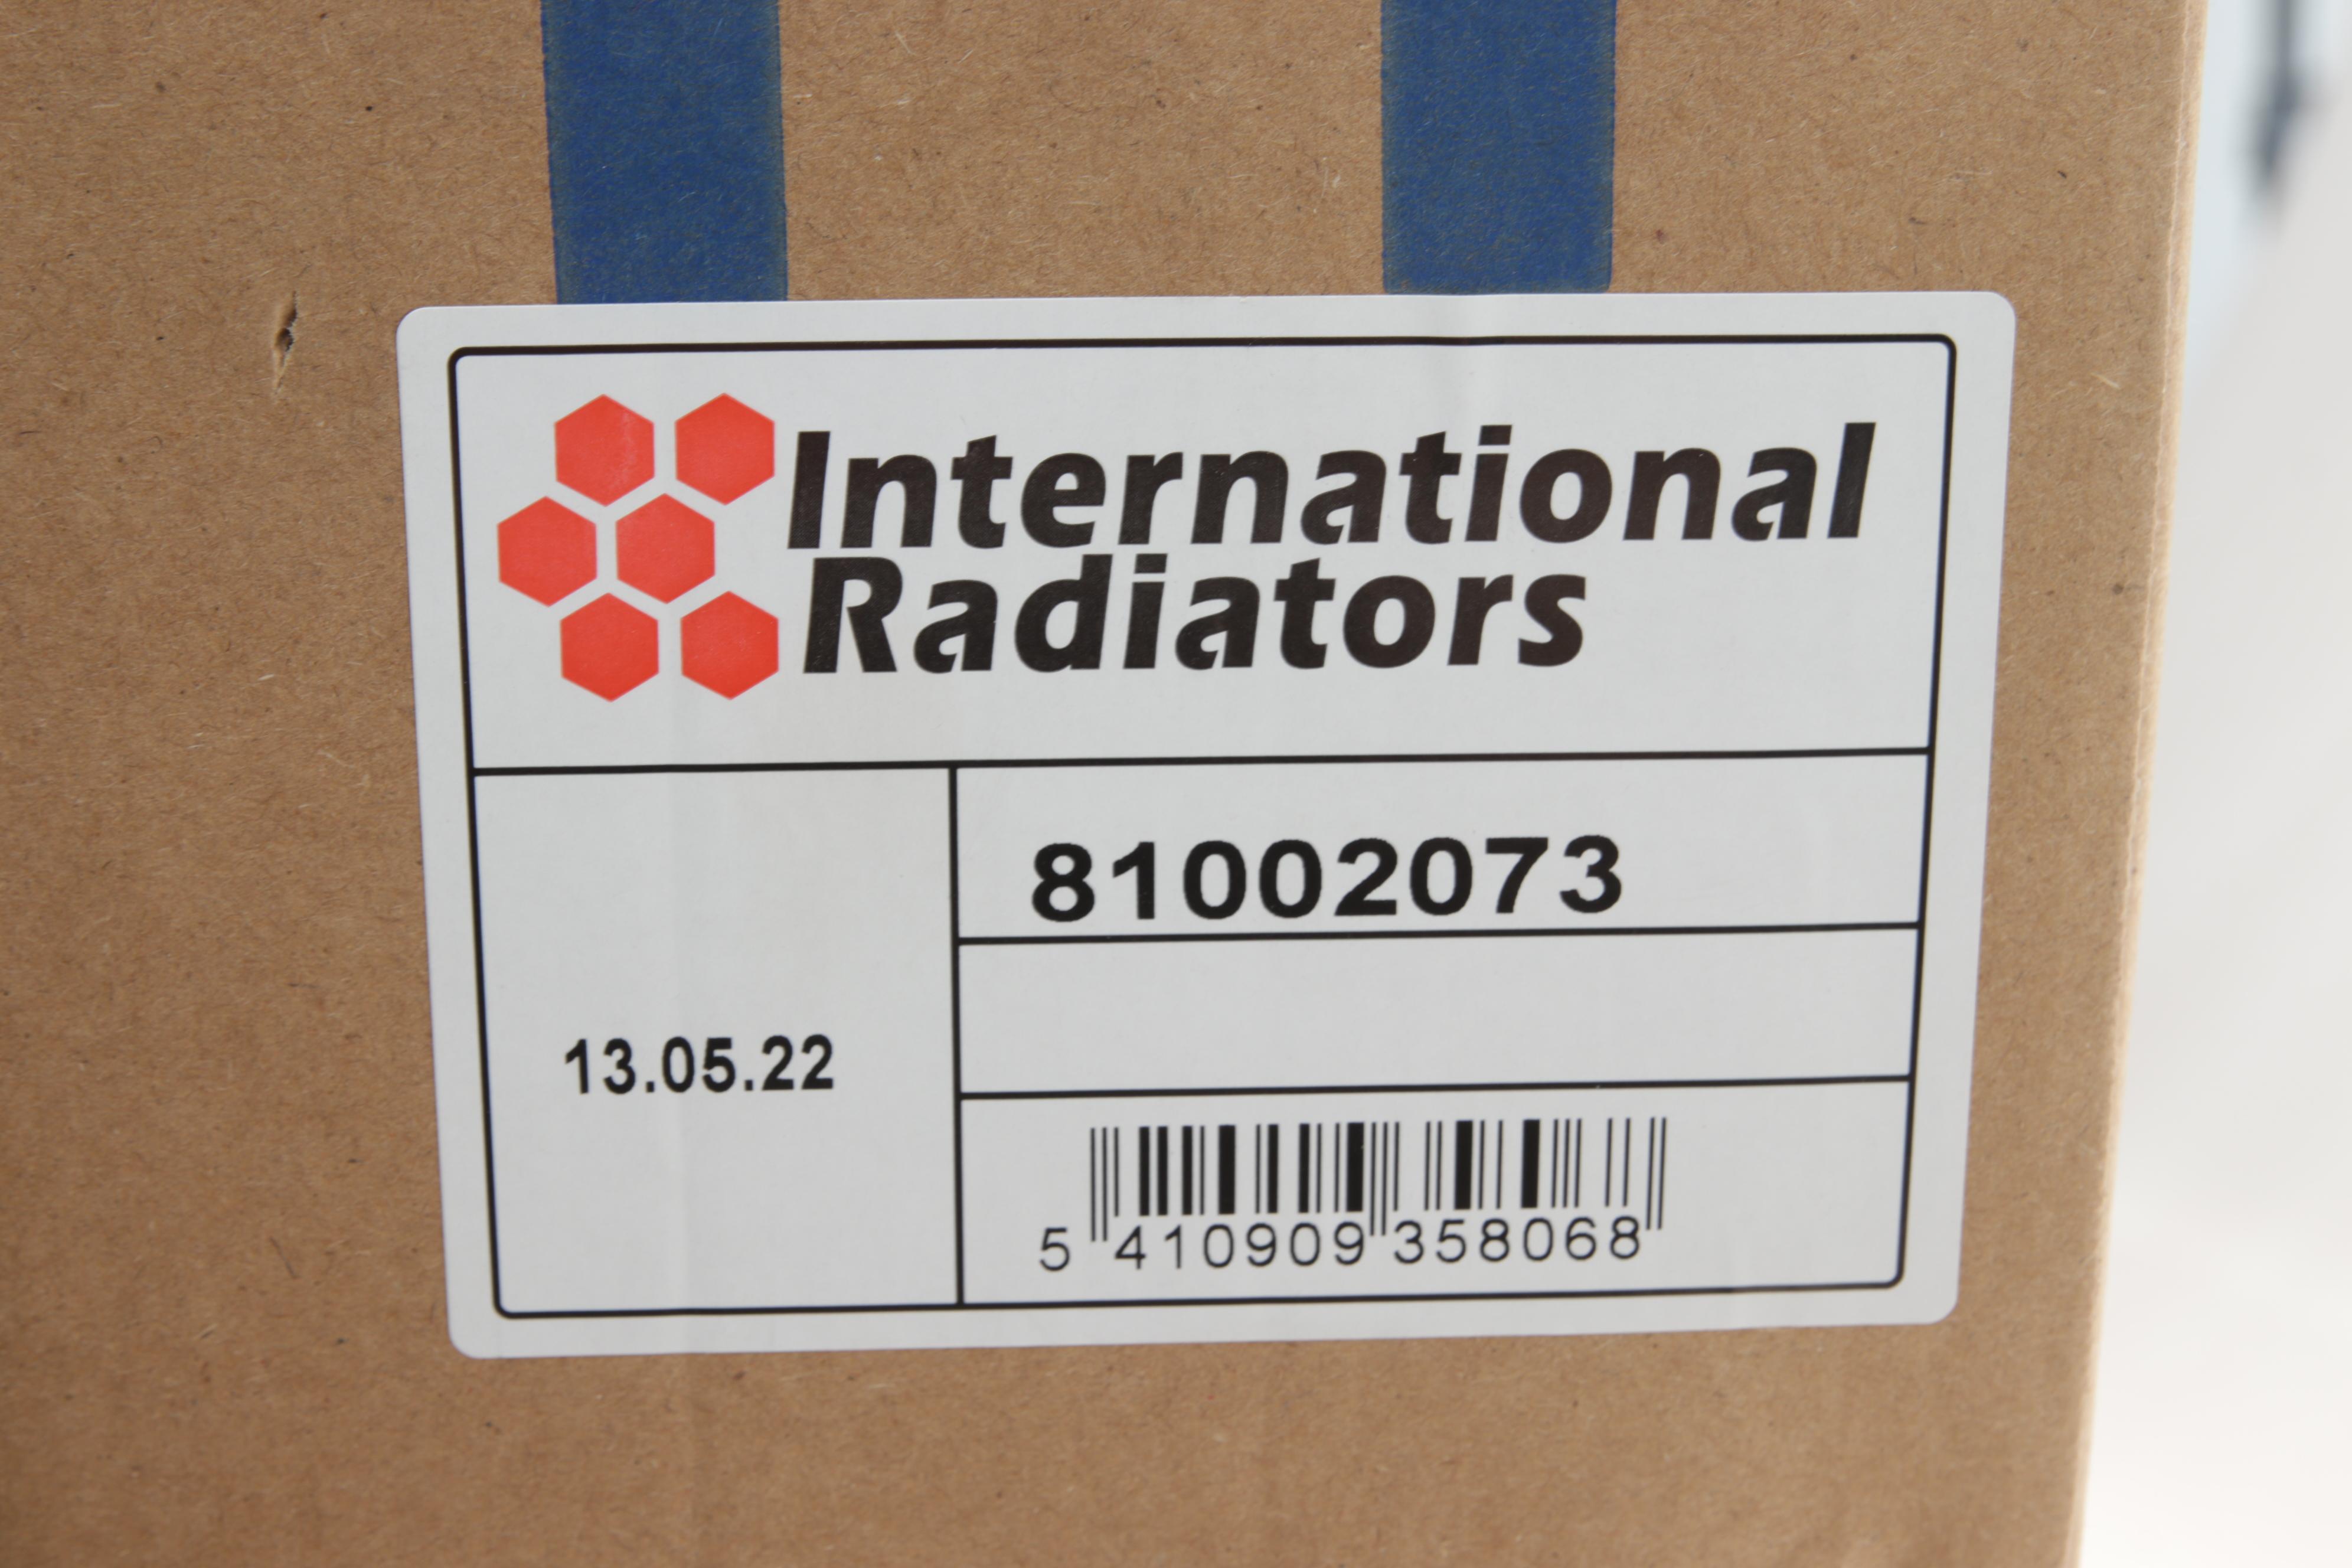 International
Radiators
81002073
13.05.22
5 410909 358068